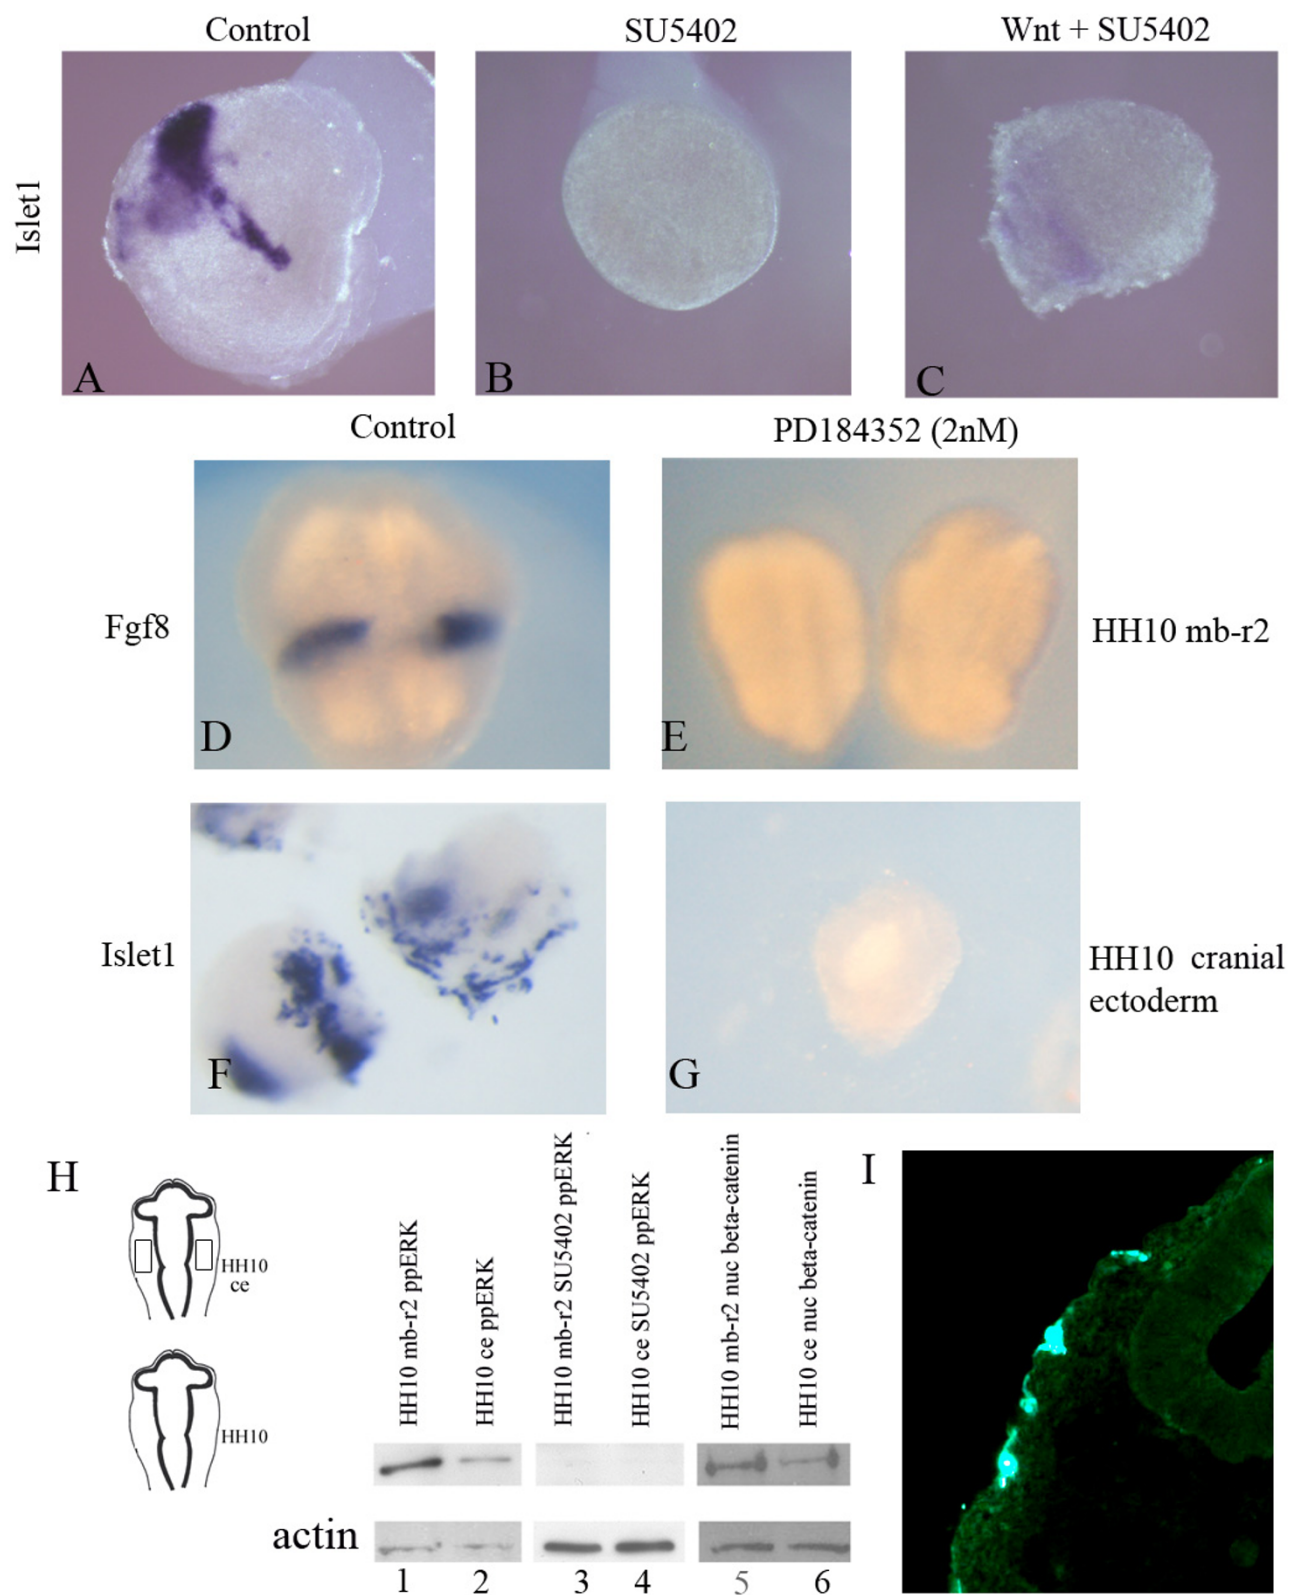 Control
SU5402
Wnt + SU5402
Islet1
A
B
C
Control
PD184352 (2nM)
Fgf8
D
E
HH10 mb-r2
Islet1
F
G
HH10 cranial
ectoderm
H
HH10
ce
HH10
HH10 mb-r2 ppERK
HH10 ce ppERK
HH10 mb-r2 SU5402 ppERK
HH10 ce SU5402 ppERK
HH10 mb-r2 nuc beta-catenin
HH10 ce nuc beta-catenin
actin
1 2 3 4 5 6
I